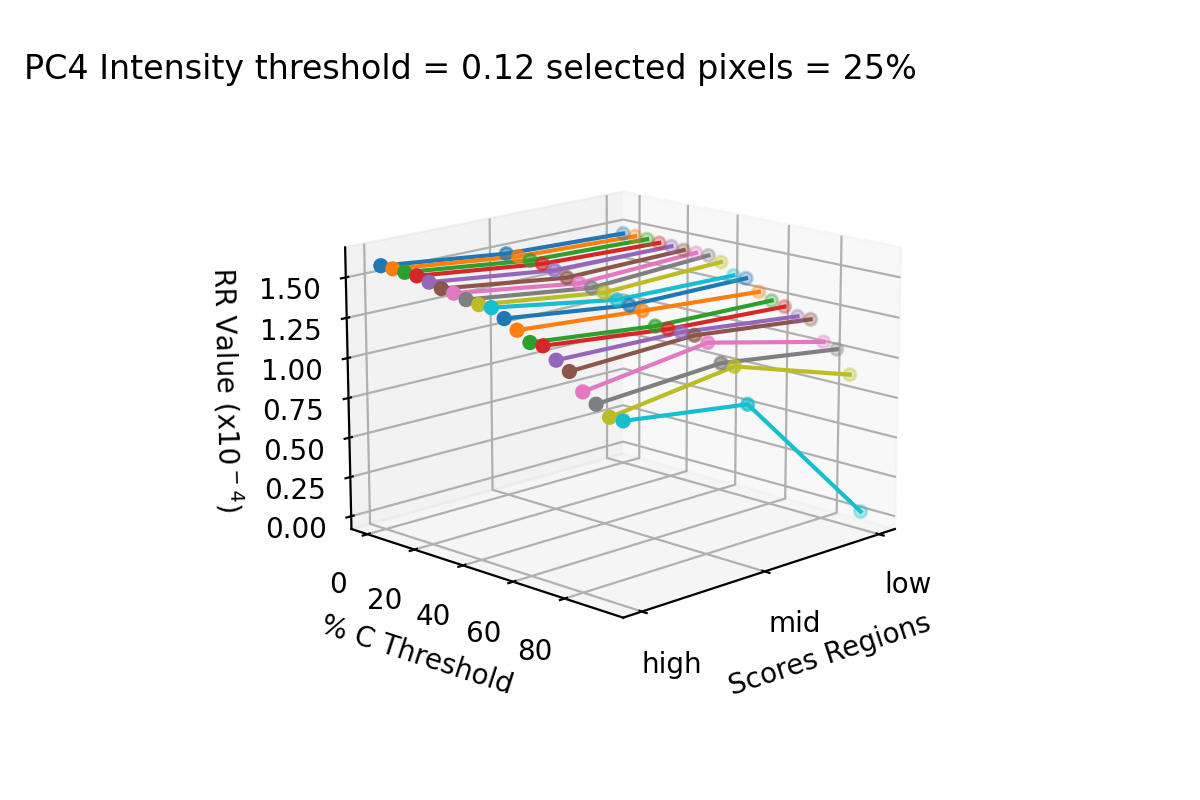 PC4 Intensity threshold = 0.12 selected pixels = 25%
RR Value (x10⁻⁴)
1.50
1.25
1.00
0.75
0.50
0.25
0.00
0
20
40
60
80
% C Threshold
high
mid
low
Scores Regions